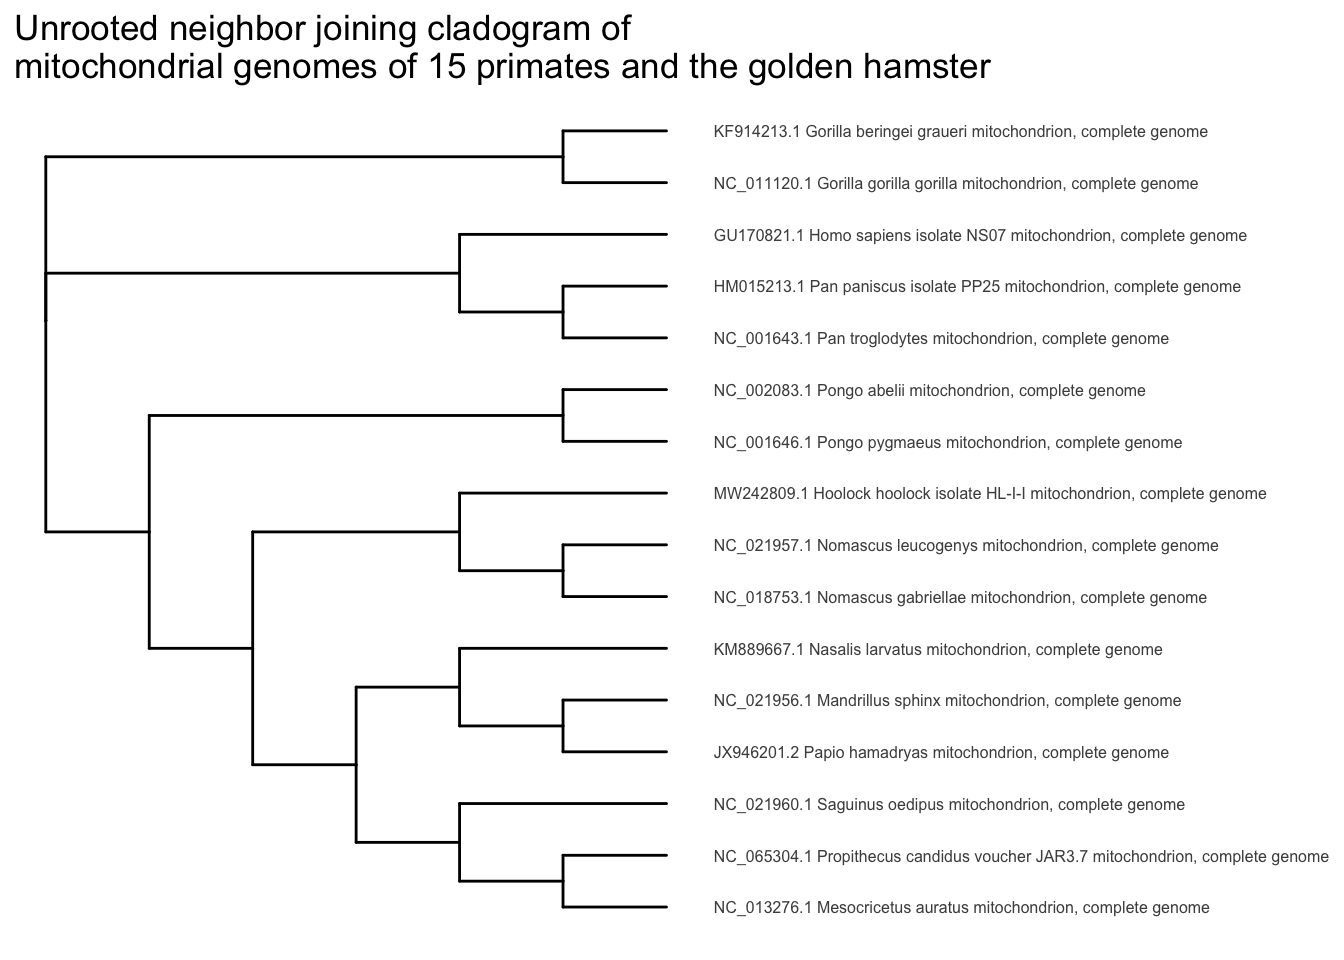 Unrooted neighbor joining cladogram of
mitochondrial genomes of 15 primates and the golden hamster
KF914213.1 Gorilla beringei graueri mitochondrion, complete genome
NC_011120.1 Gorilla gorilla gorilla mitochondrion, complete genome
GU170821.1 Homo sapiens isolate NS07 mitochondrion, complete genome
HM015213.1 Pan paniscus isolate PP25 mitochondrion, complete genome
NC_001643.1 Pan troglodytes mitochondrion, complete genome
NC_002083.1 Pongo abelii mitochondrion, complete genome
NC_001646.1 Pongo pygmaeus mitochondrion, complete genome
MW242809.1 Hoolock hoolock isolate HL-I-I mitochondrion, complete genome
NC_021957.1 Nomascus leucogenys mitochondrion, complete genome
NC_018753.1 Nomascus gabriellae mitochondrion, complete genome
KM889667.1 Nasalis larvatus mitochondrion, complete genome
NC_021956.1 Mandrillus sphinx mitochondrion, complete genome
JX946201.2 Papio hamadryas mitochondrion, complete genome
NC_021960.1 Saguinus oedipus mitochondrion, complete genome
NC_065304.1 Propithecus candidus voucher JAR3.7 mitochondrion, complete genome
NC_013276.1 Mesocricetus auratus mitochondrion, complete genome